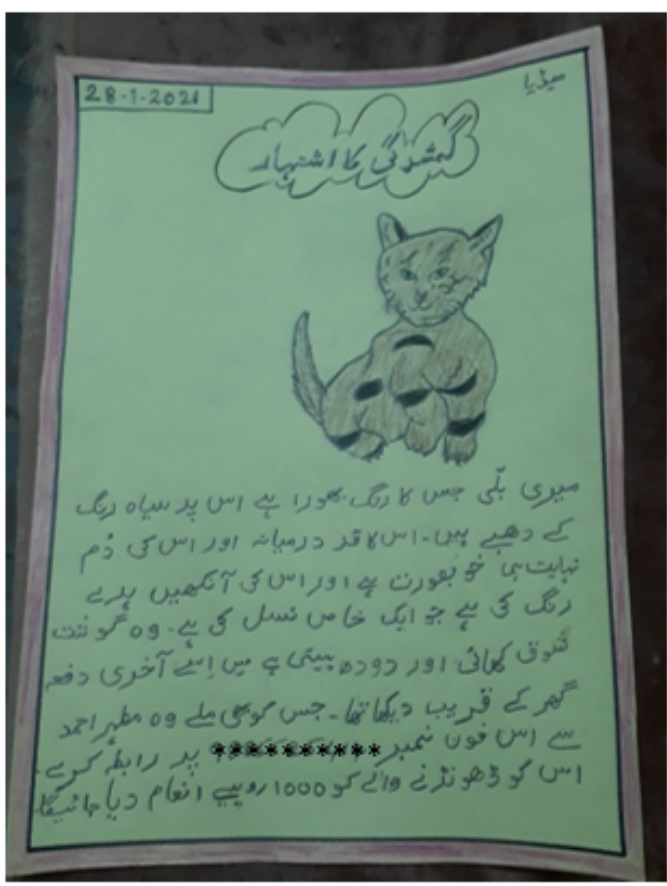 میڈیا
28-1-2021
گمشدگی کا اشتہار
میری بلّی جس کا رنگ بھورا ہے اس پر سیاہ رنگ
کے دھبے ہیں۔ اس کا قد درمیانہ اور اس کی دُم
نہایت ہی خوبصورت ہے اور اس کی آنکھیں ہرے
رنگ کی ہے جو ایک خاص نسل کی ہے۔ وہ گوشت
شوق کھاتی اور دودھ پیتی ہے میں اِسے آخری دفعہ
گھر کے قریب دیکھا تھا۔ جس کو بھی ملے وہ مظہر احمد
سے اس فون نمبر ********** پر رابطہ کرے۔
اس کو ڈھونڈنے والے کو 1000 روپیے انعام دیا جائیگا۔